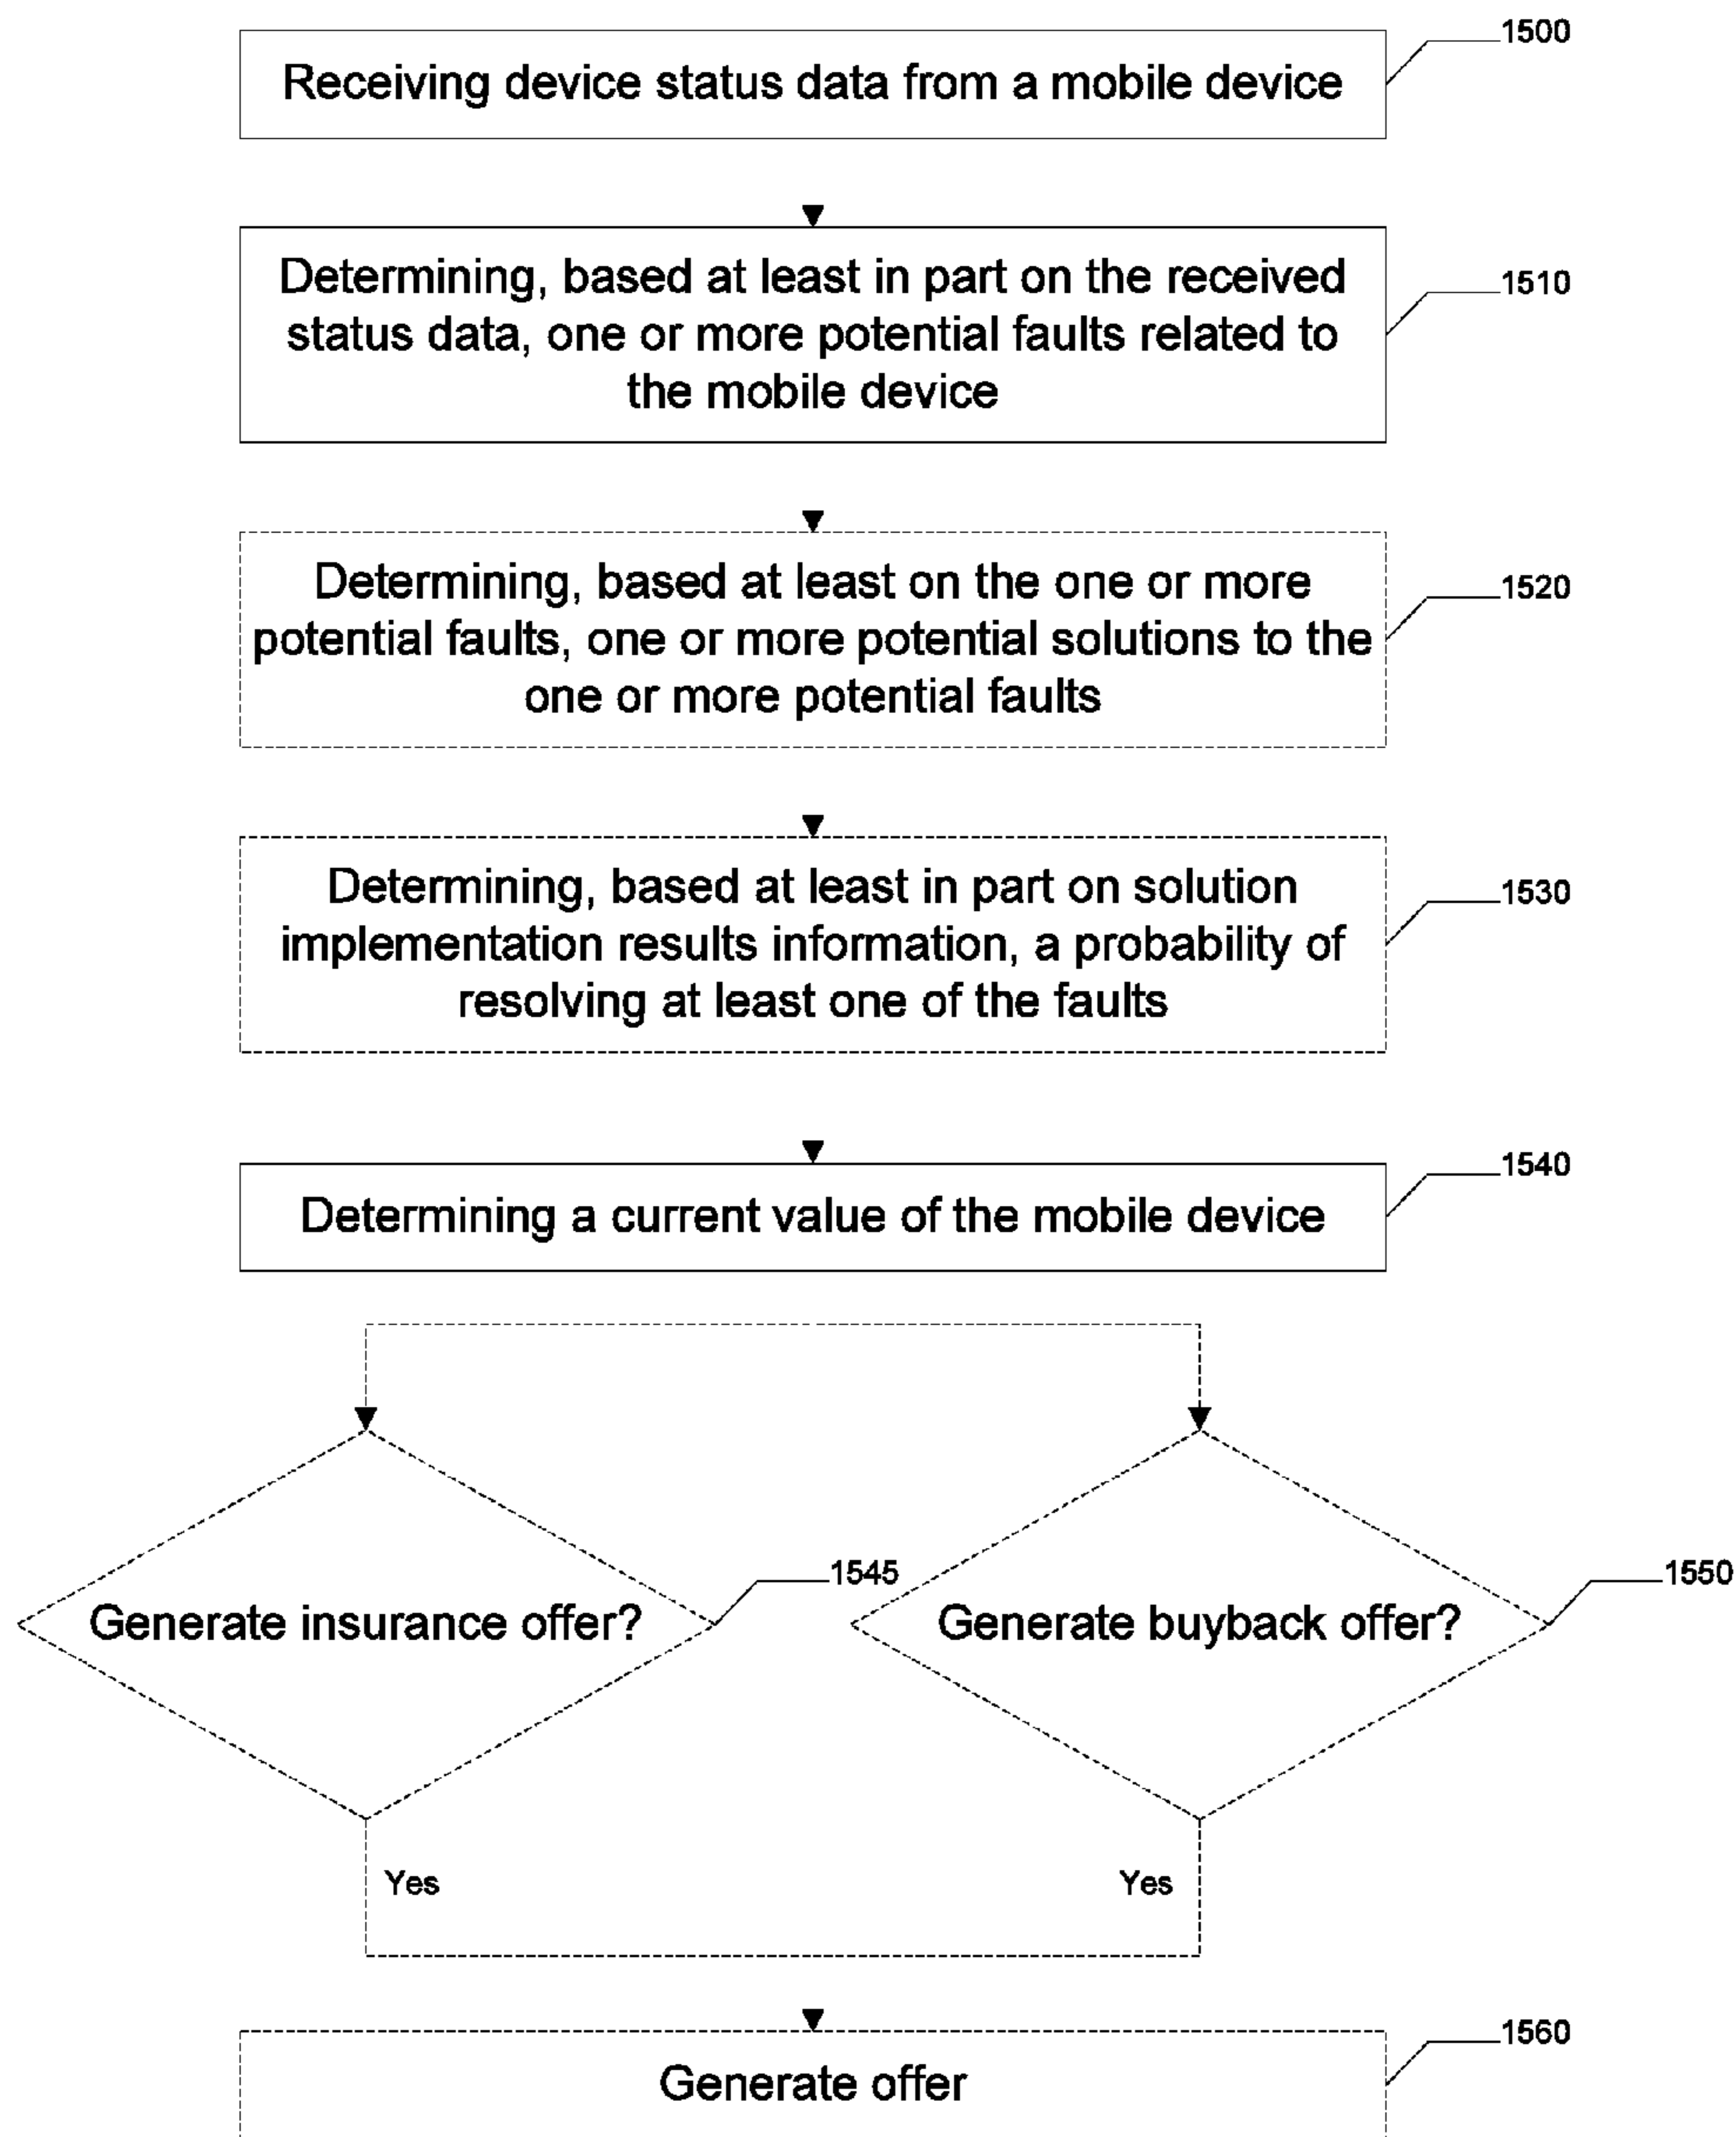 1500
Receiving device status data from a mobile device
Determining, based at least in part on the received
status data, one or more potential faults related to
the mobile device
1510
Determining, based at least on the one or more
potential faults, one or more potential solutions to the
one or more potential faults
1520
Determining, based at least in part on solution
implementation results information, a probability of
resolving at least one of the faults
1530
Determining a current value of the mobile device
1540
Generate insurance offer?
1545
Generate buyback offer?
1550
Yes
Yes
Generate offer
1560